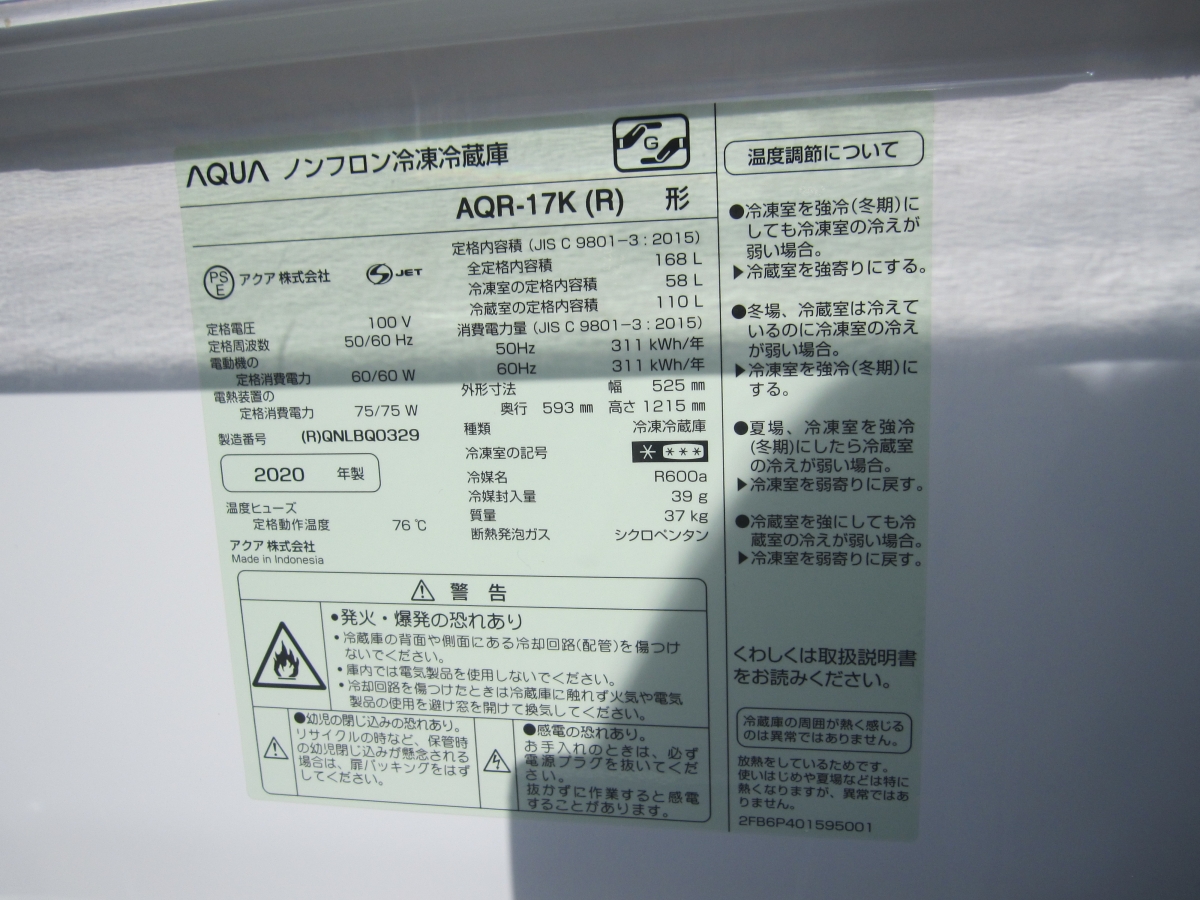 AQUA ノンフロン冷凍冷蔵庫
G
AQR-17K (R) 形
PS
E
アクア 株式会社
S JET
定格電圧 100 V
定格周波数 50/60 Hz
電動機の
定格消費電力 60/60 W
電熱装置の
定格消費電力 75/75 W
製造番号 (R)QNLBQ0329
2020 年製
温度ヒューズ
定格動作温度 76 ℃
アクア 株式会社
Made in Indonesia
定格内容積 (JIS C 9801-3 : 2015)
全定格内容積 168 L
冷凍室の定格内容積 58 L
冷蔵室の定格内容積 110 L
消費電力量 (JIS C 9801-3 : 2015)
50Hz 311 kWh/年
60Hz 311 kWh/年
外形寸法 幅 525 ㎜
奥行 593 ㎜ 高さ 1215 ㎜
種類 冷凍冷蔵庫
冷凍室の記号 * ***
冷媒名 R600a
冷媒封入量 39 g
質量 37 kg
断熱発泡ガス シクロペンタン
⚠ 警 告
•発火・爆発の恐れあり
・冷蔵庫の背面や側面にある冷却回路(配管)を傷つけ
ないでください。
・庫内では電気製品を使用しないでください。
・冷却回路を傷つけたときは冷蔵庫に触れず火気や電気
製品の使用を避け窓を開けて換気してください。
●幼児の閉じ込みの恐れあり。
リサイクルの時など、保管時
の幼児閉じ込みが懸念される
場合は、扉パッキングをはず
してください。
●感電の恐れあり。
お手入れのときは、必ず
電源プラグを抜いてくだ
さい。
抜かずに作業すると感電
することがあります。
温度調節について
●冷凍室を強冷(冬期)に
しても冷凍室の冷えが
弱い場合。
▶冷蔵室を強寄りにする。
●冬場、冷蔵室は冷えて
いるのに冷凍室の冷え
が弱い場合。
▶冷凍室を強冷(冬期)に
する。
●夏場、冷凍室を強冷
(冬期)にしたら冷蔵室
の冷えが弱い場合。
▶冷凍室を弱寄りに戻す。
●冷蔵室を強にしても冷
蔵室の冷えが弱い場合。
▶冷凍室を弱寄りに戻す。
くわしくは取扱説明書
をお読みください。
冷蔵庫の周囲が熱く感じる
のは異常ではありません。
放熱をしているためです。
使いはじめや夏場などは特に
熱くなりますが、異常ではあ
りません。
2FB6P401595001